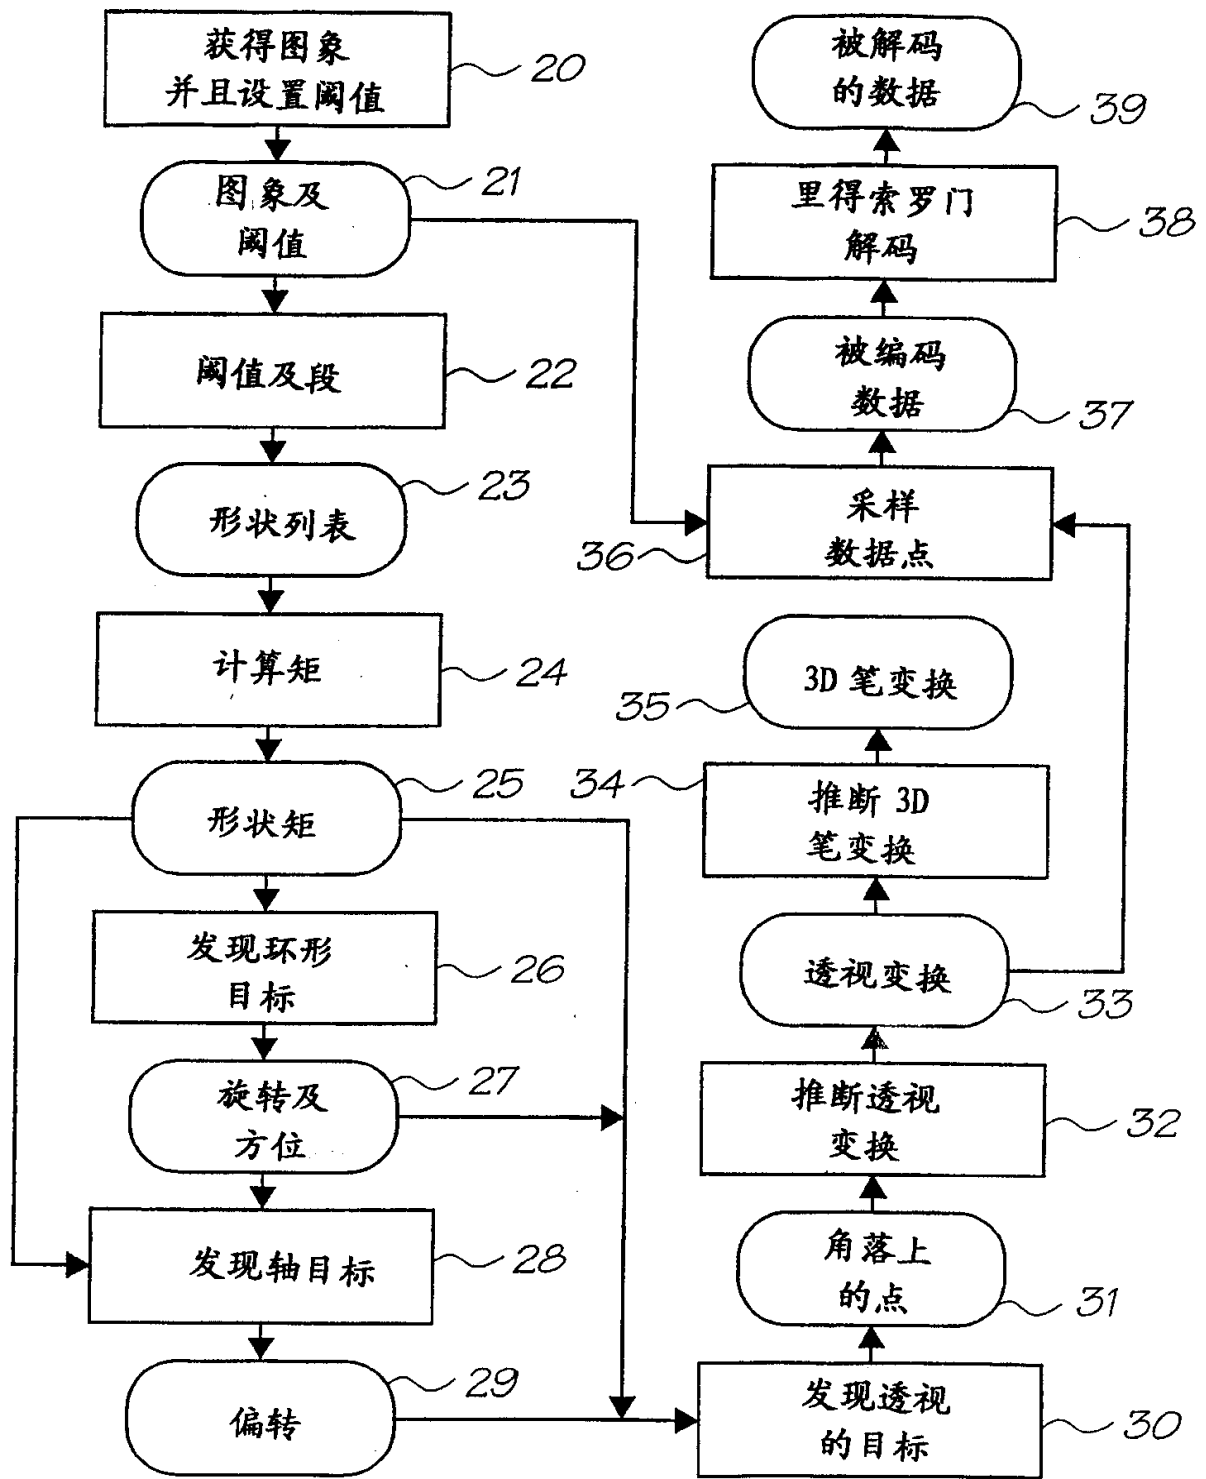 获得图象
并且设置阈值
20
图象及
阈值
21
阈值及段
22
形状列表
23
计算矩
24
形状矩
25
发现环形
目标
26
旋转及
方位
27
发现轴目标
28
偏转
29
发现透视
的目标
30
角落上
的点
31
推断透视
变换
32
透视变换
33
推断 3D
笔变换
34
3D 笔变换
35
采样
数据点
36
被编码
数据
37
里得索罗门
解码
38
被解码
的数据
39